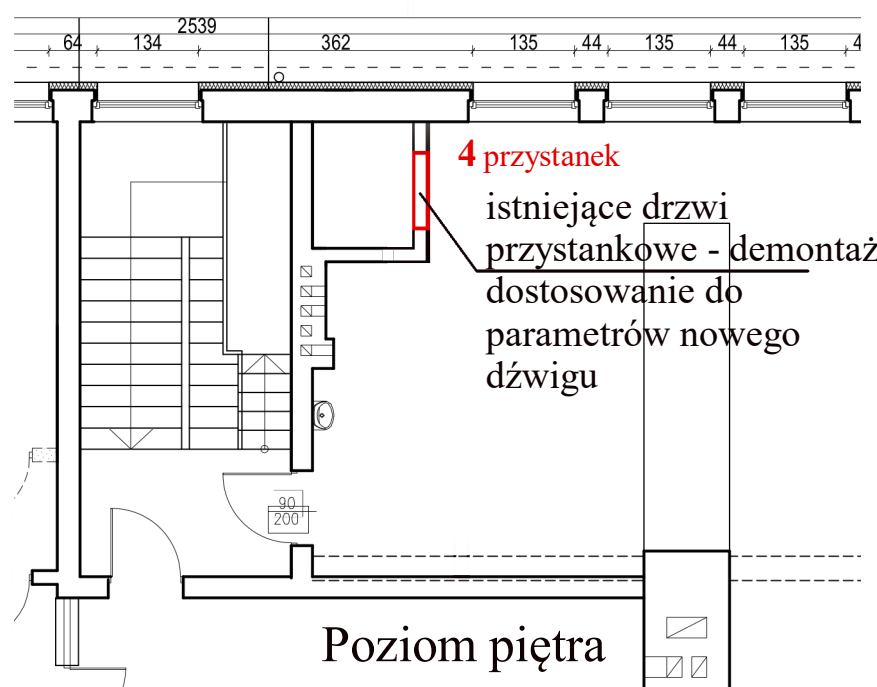 2539
64 134 362 135 44 135 44 135 4
4 przystanek
istniejące drzwi
przystankowe - demontaż
dostosowanie do
parametrów nowego
dźwigu
90
200
Poziom piętra